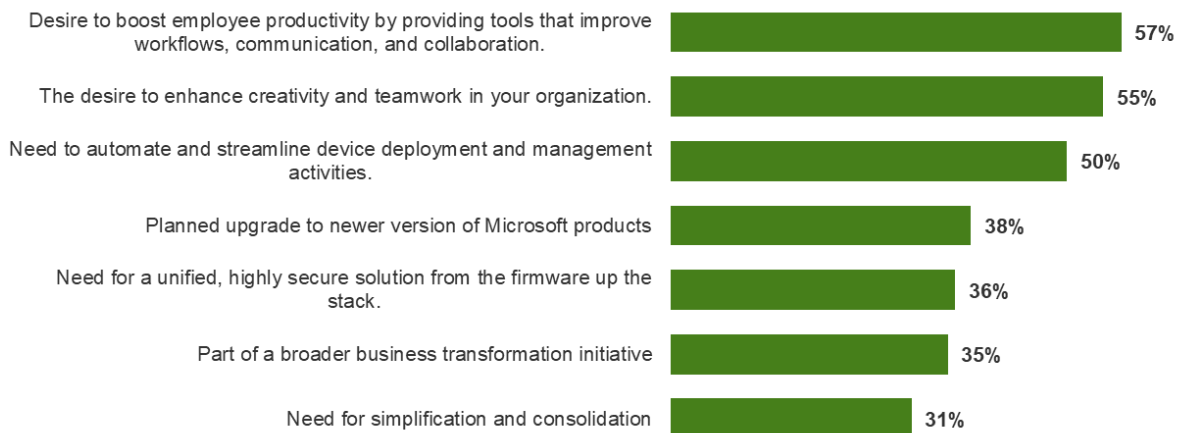 Desire to boost employee productivity by providing tools that improve
workflows, communication, and collaboration.
57%
The desire to enhance creativity and teamwork in your organization.
55%
Need to automate and streamline device deployment and management
activities.
50%
Planned upgrade to newer version of Microsoft products
38%
Need for a unified, highly secure solution from the firmware up the
stack.
36%
Part of a broader business transformation initiative
35%
Need for simplification and consolidation
31%